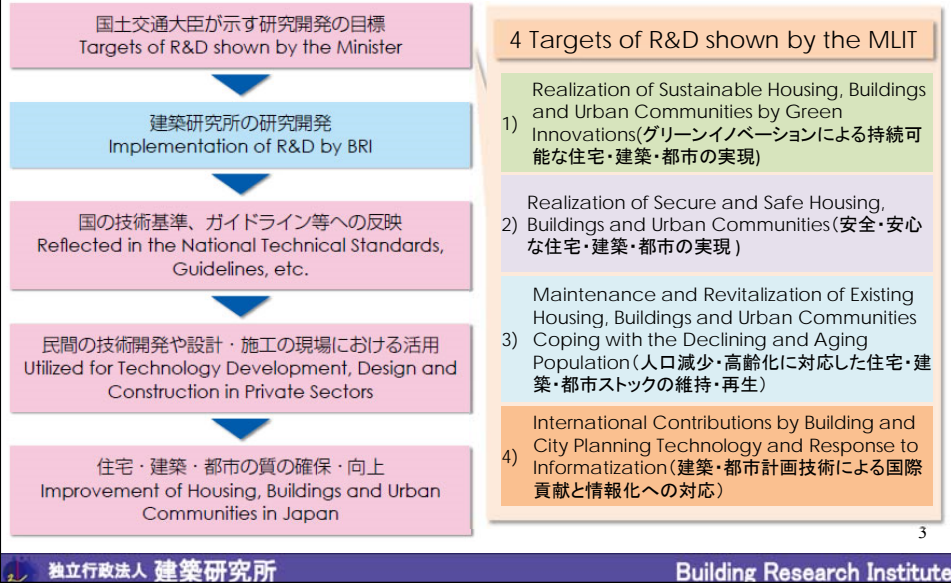 国土交通大臣が示す研究開発の目標
Targets of R&D shown by the Minister
建築研究所の研究開発
Implementation of R&D by BRI
国の技術基準、ガイドライン等への反映
Reflected in the National Technical Standards,
Guidelines, etc.
民間の技術開発や設計・施工の現場における活用
Utilized for Technology Development, Design and
Construction in Private Sectors
住宅・建築・都市の質の確保・向上
Improvement of Housing, Buildings and Urban
Communities in Japan
4 Targets of R&D shown by the MLIT
1) Realization of Sustainable Housing, Buildings
and Urban Communities by Green
Innovations(グリーンイノベーションによる持続可
能な住宅・建築・都市の実現)
2) Realization of Secure and Safe Housing,
Buildings and Urban Communities(安全・安心
な住宅・建築・都市の実現 )
3) Maintenance and Revitalization of Existing
Housing, Buildings and Urban Communities
Coping with the Declining and Aging
Population(人口減少・高齢化に対応した住宅・建
築・都市ストックの維持・再生)
4) International Contributions by Building and
City Planning Technology and Response to
Informatization(建築・都市計画技術による国際
貢献と情報化への対応)
3
独立行政法人 建築研究所
Building Research Institute